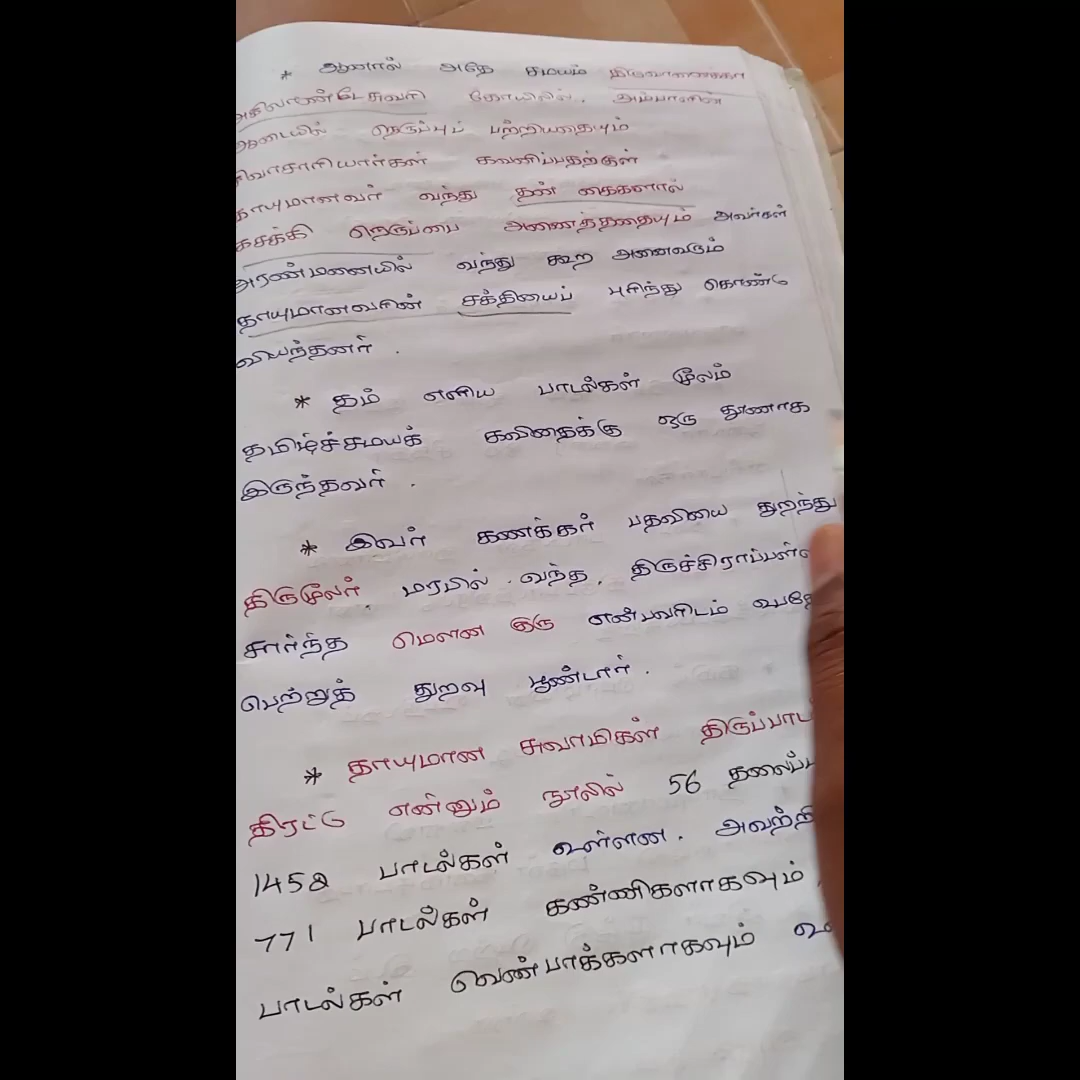 * ஆனால் அதே சமயம் திருவானைக்கா
அகிலாண்டேசுவரி கோயிலில். அம்பாளின்
ஆடையில் நெருப்புப் பற்றியதையும்
சிவாசாரியார்கள் கவனிப்பதற்குள்
தாயுமானவர் வந்து தன் கைகளால்
கசக்கி நெருப்பை அணைத்ததையும் அவர்கள்
அரண்மனையில் வந்து கூற அனைவரும்
தாயுமானவரின் சக்தியைப் புரிந்து கொண்டு
வியந்தனர்.
* தம் எளிய பாடல்கள் மூலம்
தமிழ்ச்சமயக் கவிதைக்கு ஒரு தூணாக
இருந்தவர்.
* இவர் கணக்கர் பதவியை துறந்து
திருமூலர் மரபில் வந்த, திருச்சிராப்பள்ளி
சார்ந்த மௌன குரு என்பவரிடம்
பெற்றுத் துறவு பூண்டார்.
* தாயுமான சுவாமிகள் திருப்பாட
திரட்டு என்னும் நூலில் 56 தலைப்பு
1452 பாடல்கள் உள்ளன. அவற்றி
771 பாடல்கள் கண்ணிகளாகவும்,
பாடல்கள் வெண்பாக்களாகவும்